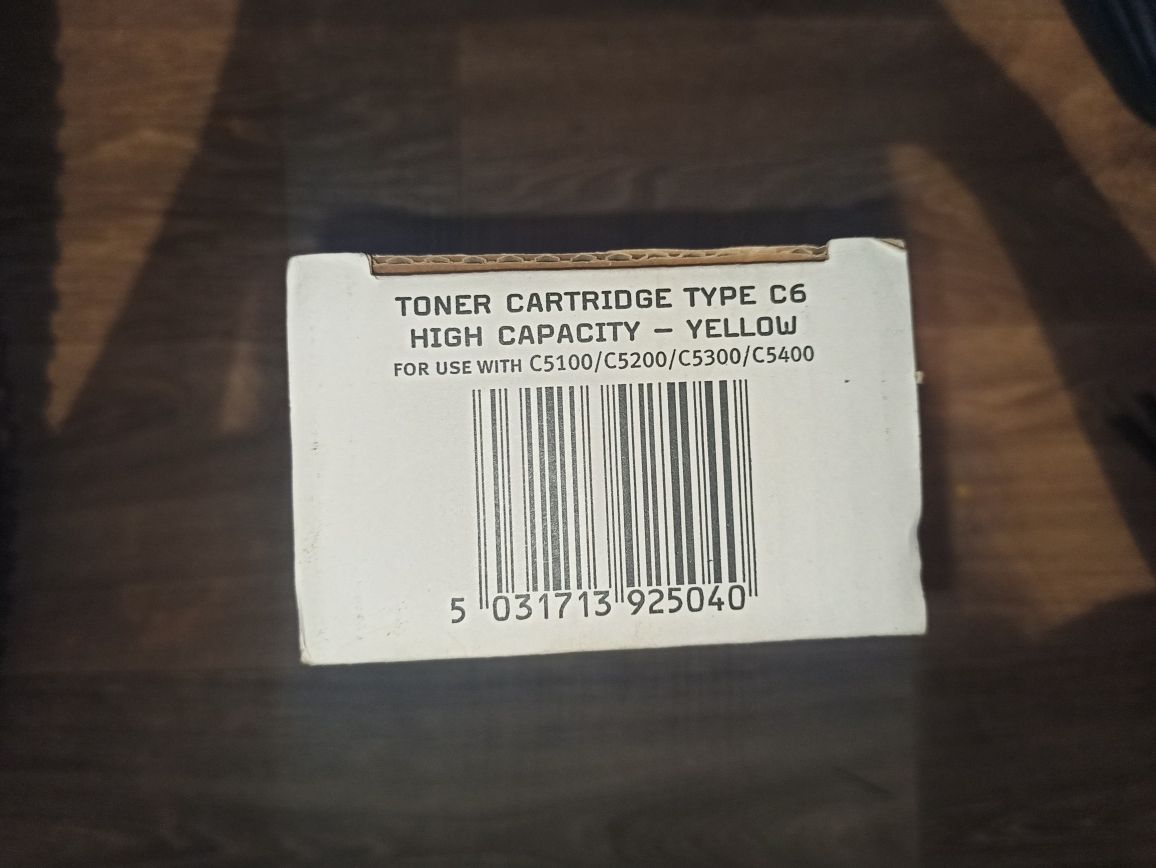 TONER CARTRIDGE TYPE C6
HIGH CAPACITY – YELLOW
FOR USE WITH C5100/C5200/C5300/C5400
5 031713 925040